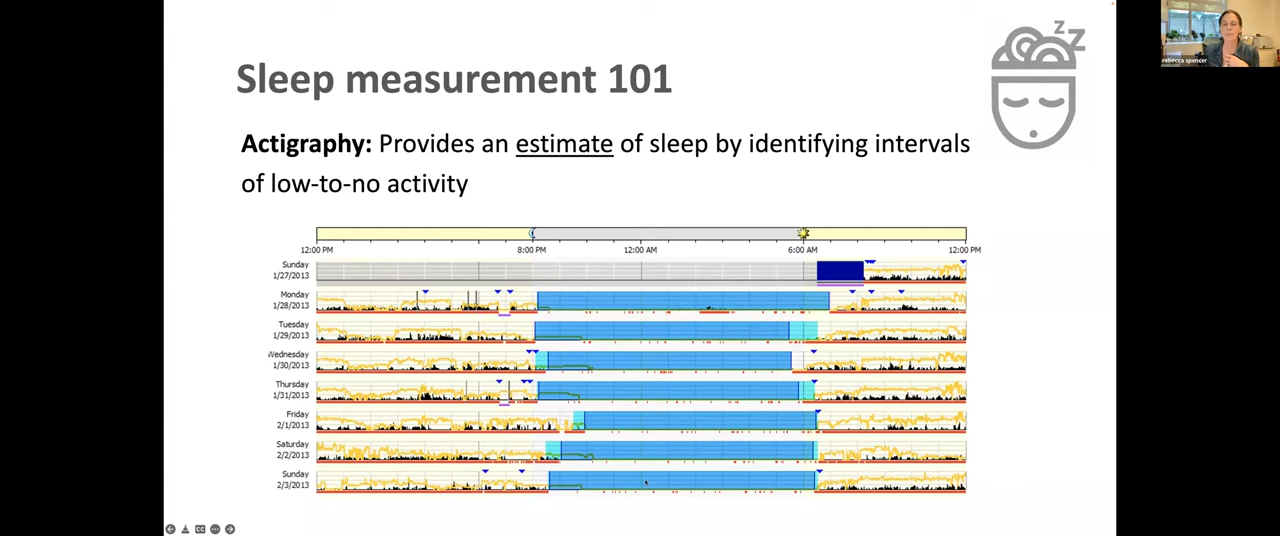 z
Z
rebecca spencer
Sleep measurement 101
Actigraphy: Provides an estimate of sleep by identifying intervals
of low-to-no activity
12:00 PM 8:00 PM 12:00 AM 6:00 AM 12:00 PM
Sunday
1/27/2013
Monday
1/28/2013
Tuesday
1/29/2013
Wednesday
1/30/2013
Thursday
1/31/2013
Friday
2/1/2013
Saturday
2/2/2013
Sunday
2/3/2013
CC